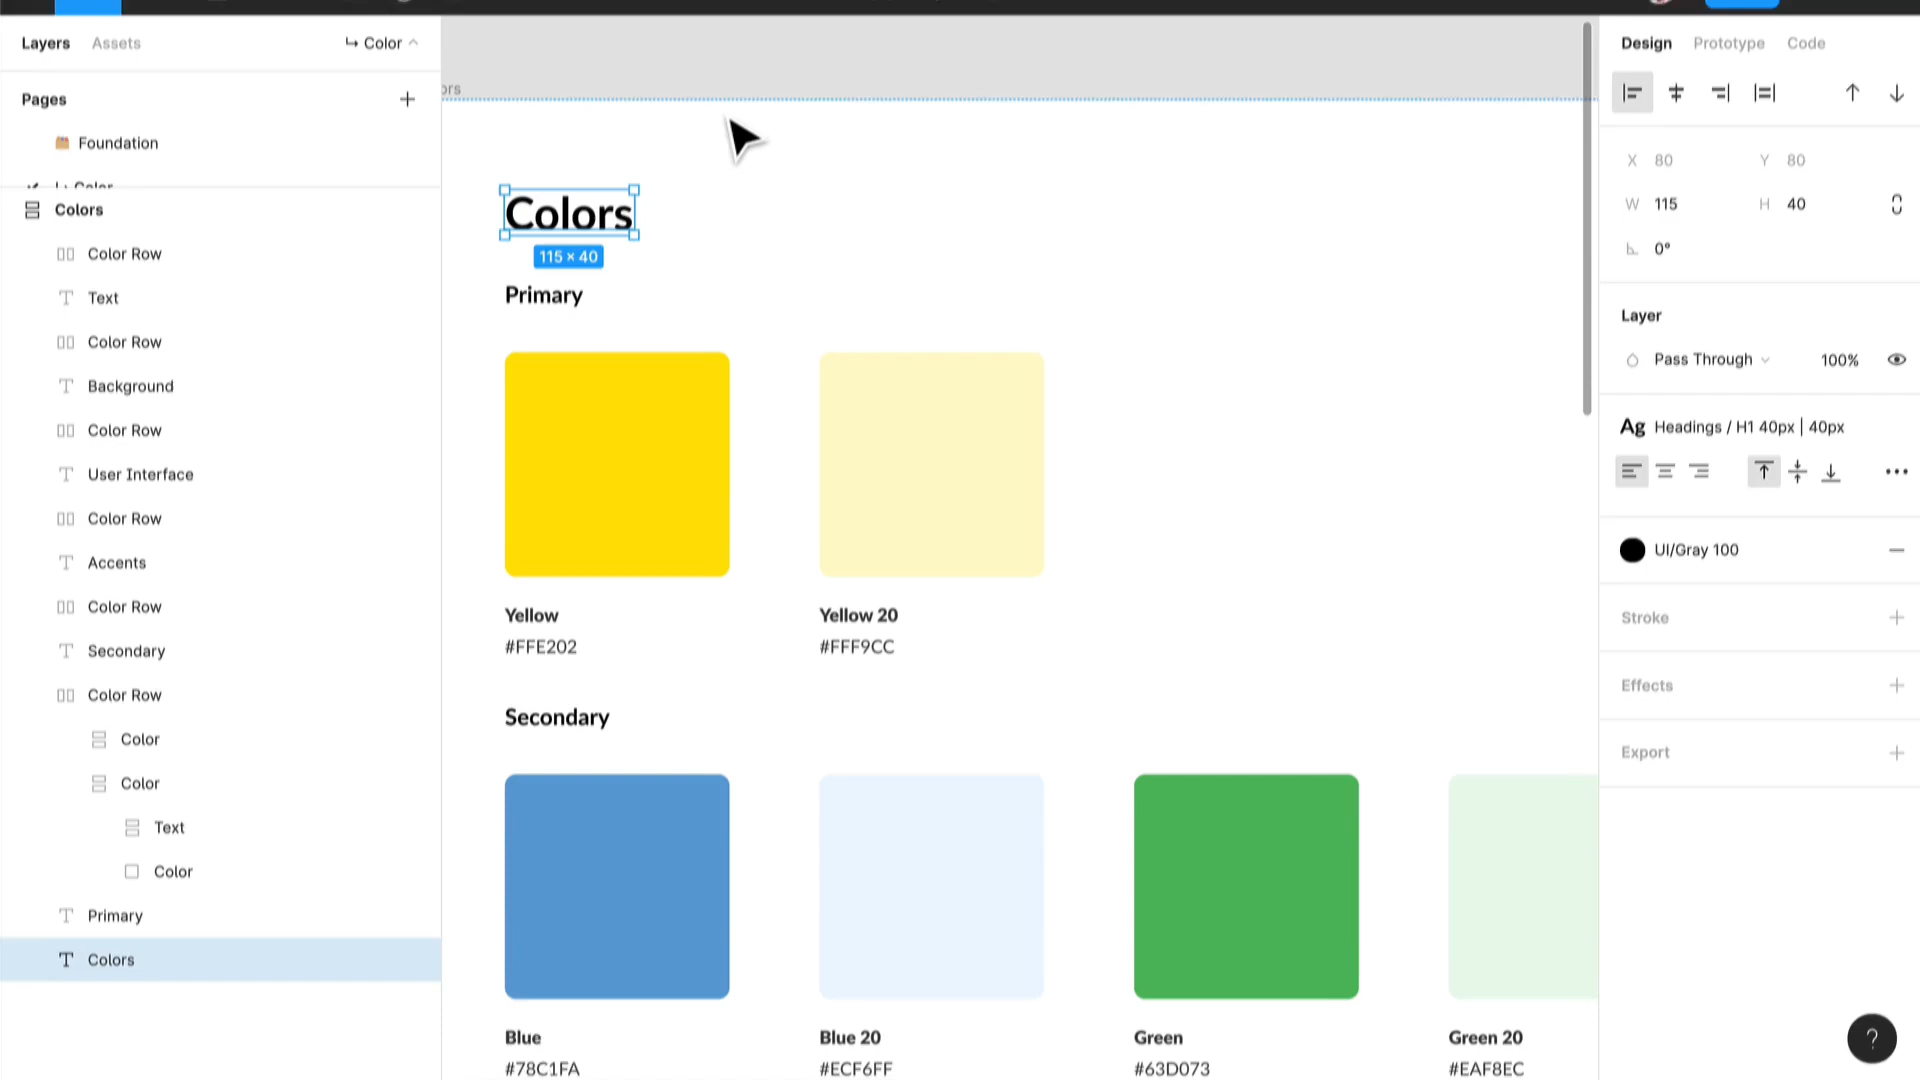 Layers Assets ↳ Color
Pages
Foundation
↳ Color
Colors
Color Row
Text
Color Row
Background
Color Row
User Interface
Color Row
Accents
Color Row
Secondary
Color Row
Color
Color
Text
Color
Primary
Colors
ors
Colors
115 × 40
Primary
Yellow
#FFE202
Yellow 20
#FFF9CC
Secondary
Blue
#78C1FA
Blue 20
#ECF6FF
Green
#63D073
Green 20
#EAF8EC
Design Prototype Code
X 80 Y 80
W 115 H 40
0°
Layer
Pass Through 100%
Ag Headings / H1 40px | 40px
UI/Gray 100
Stroke
Effects
Export
?